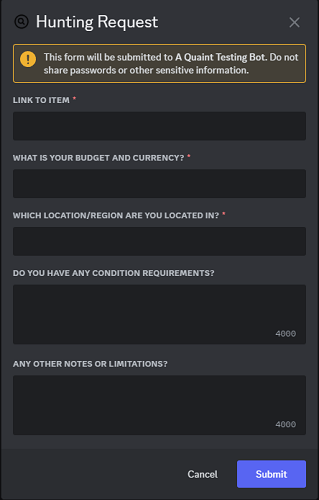 Hunting Request
This form will be submitted to A Quaint Testing Bot. Do not
share passwords or other sensitive information.
LINK TO ITEM *
WHAT IS YOUR BUDGET AND CURRENCY? *
WHICH LOCATION/REGION ARE YOU LOCATED IN? *
DO YOU HAVE ANY CONDITION REQUIREMENTS?
4000
ANY OTHER NOTES OR LIMITATIONS?
4000
Cancel Submit